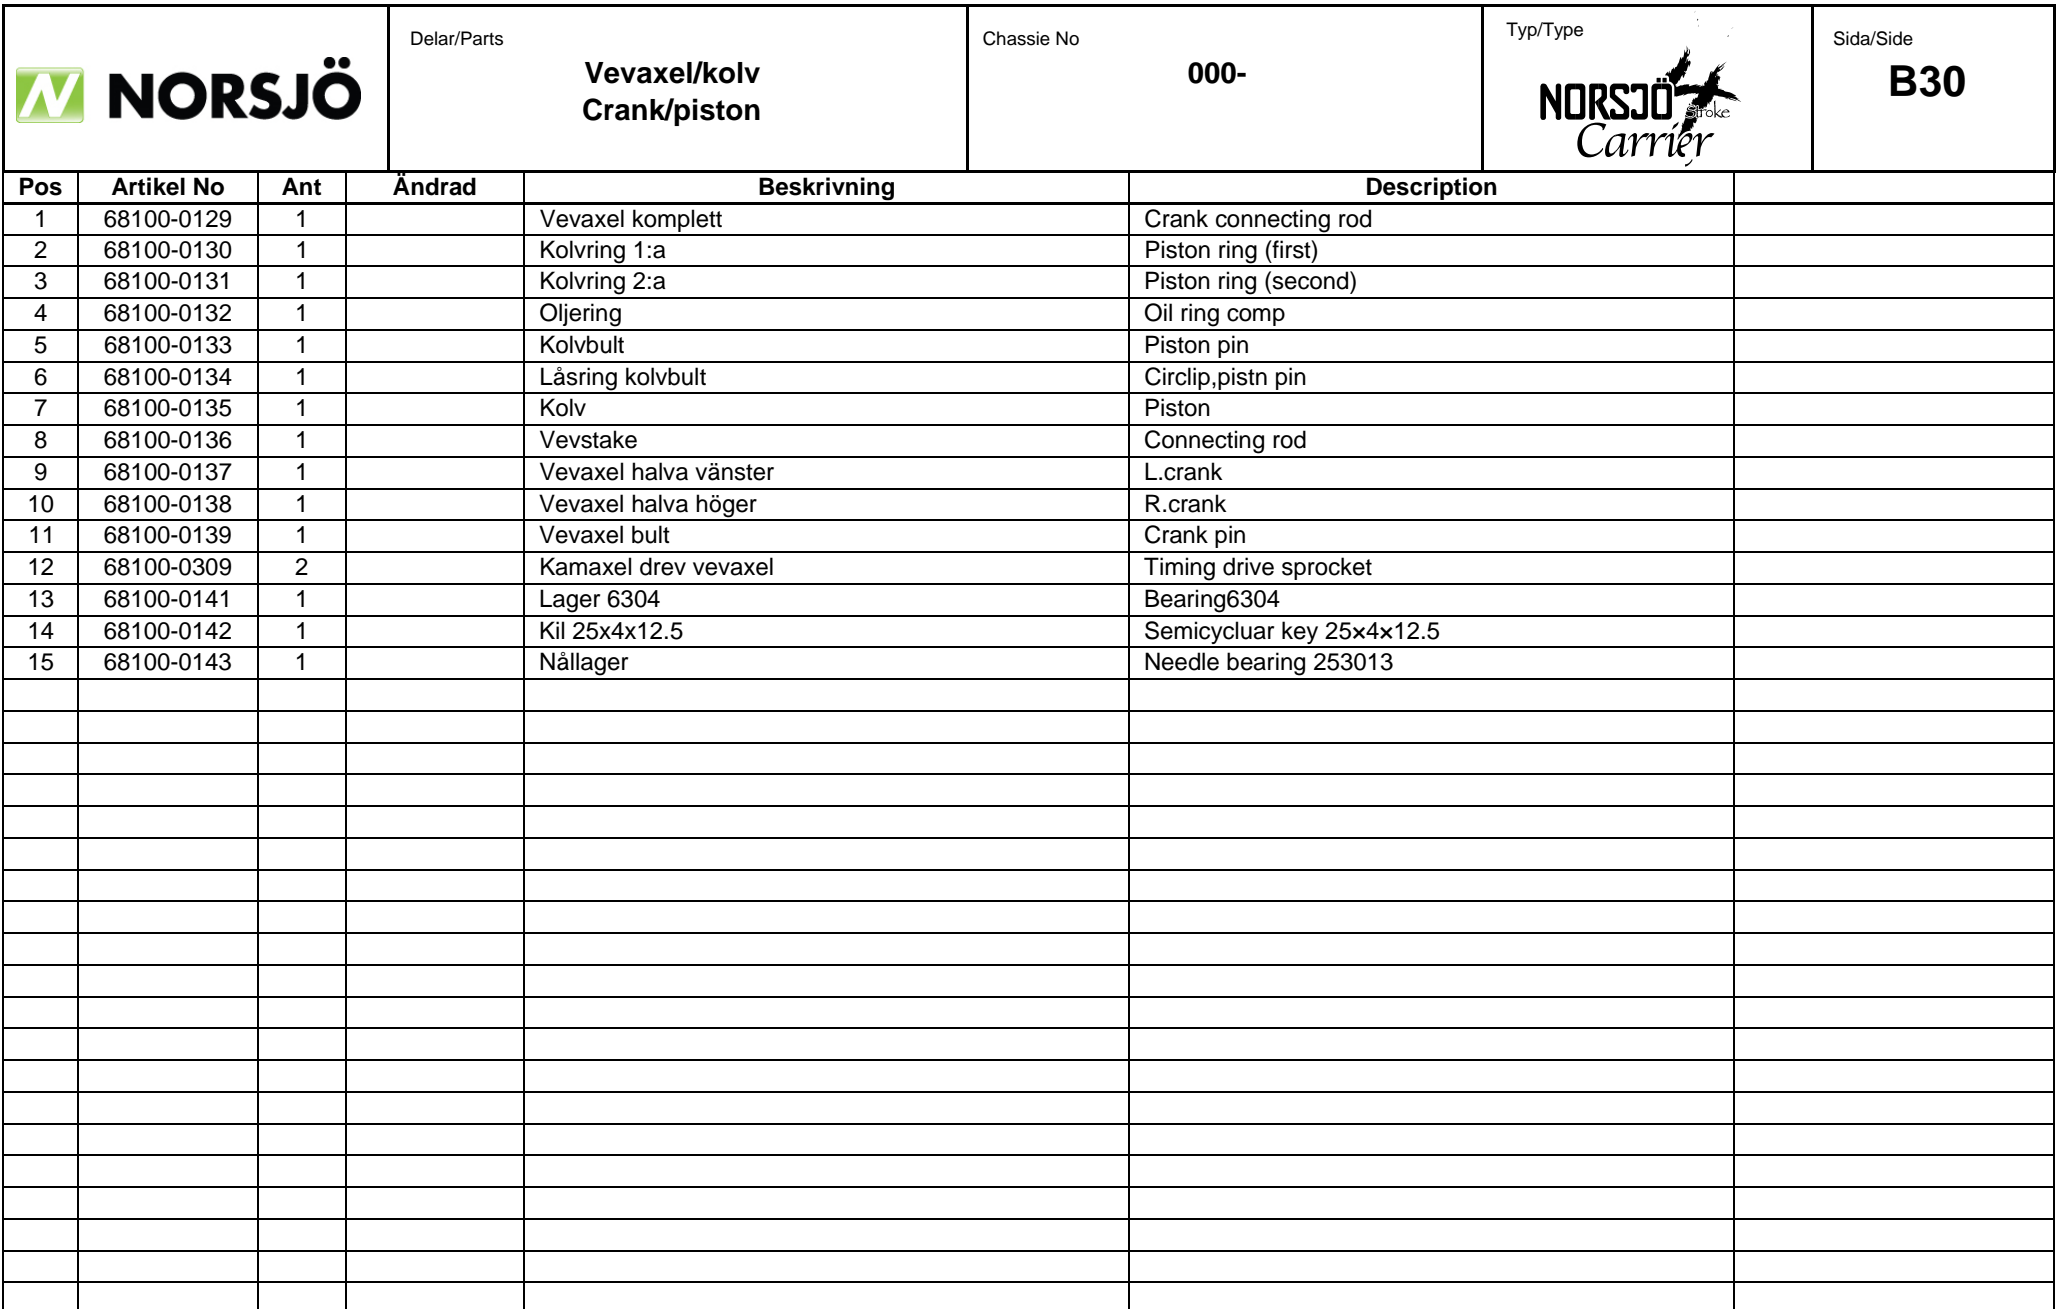 N NORSJÖ
Delar/Parts
Vevaxel/kolv
Crank/piston
Chassie No
000-
Typ/Type
NORSJÖ 4 Stroke
Carrier
Sida/Side
B30
Pos Artikel No Ant Ändrad Beskrivning Description
1 68100-0129 1 Vevaxel komplett Crank connecting rod
2 68100-0130 1 Kolvring 1:a Piston ring (first)
3 68100-0131 1 Kolvring 2:a Piston ring (second)
4 68100-0132 1 Oljering Oil ring comp
5 68100-0133 1 Kolvbult Piston pin
6 68100-0134 1 Låsring kolvbult Circlip,pistn pin
7 68100-0135 1 Kolv Piston
8 68100-0136 1 Vevstake Connecting rod
9 68100-0137 1 Vevaxel halva vänster L.crank
10 68100-0138 1 Vevaxel halva höger R.crank
11 68100-0139 1 Vevaxel bult Crank pin
12 68100-0309 2 Kamaxel drev vevaxel Timing drive sprocket
13 68100-0141 1 Lager 6304 Bearing6304
14 68100-0142 1 Kil 25x4x12.5 Semicycluar key 25×4×12.5
15 68100-0143 1 Nållager Needle bearing 253013